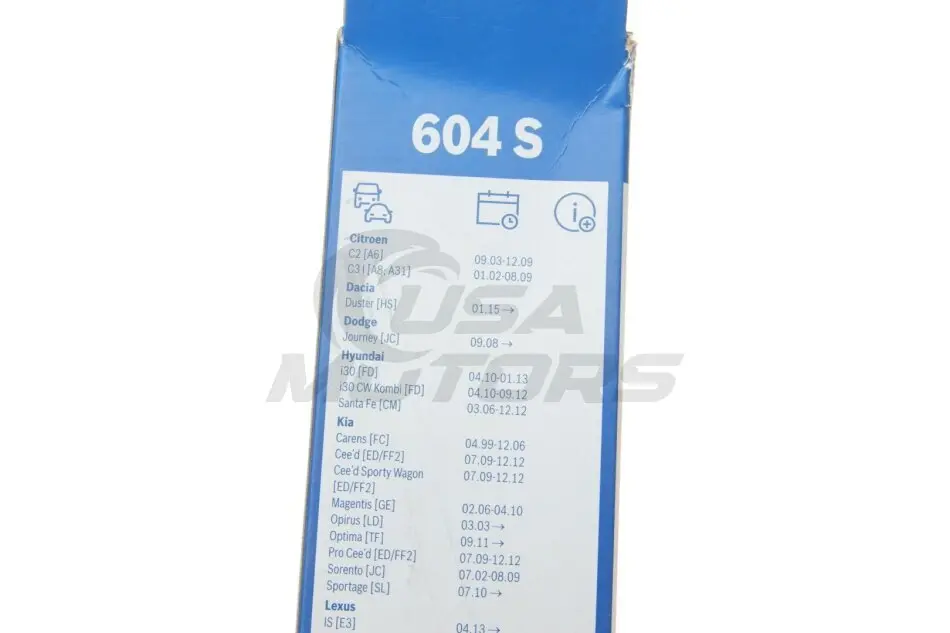 604 S
Citroen
C2 [A6] 09.03-12.09
C3 I [A8; A31] 01.02-08.09
Dacia
Duster [HS] 01.15→
Dodge
Journey [JC] 09.08→
Hyundai
i30 [FD] 04.10-01.13
i30 CW Kombi [FD] 04.10-09.12
Santa Fe [CM] 03.06-12.12
Kia
Carens [FC] 04.99-12.06
Cee'd [ED/FF2] 07.09-12.12
Cee'd Sporty Wagon 07.09-12.12
[ED/FF2]
Magentis [GE] 02.06-04.10
Opirus [LD] 03.03→
Optima [TF] 09.11→
Pro Cee'd [ED/FF2] 07.09-12.12
Sorento [JC] 07.02-08.09
Sportage [SL] 07.10→
Lexus
IS [E3] 04.13→
USA
MOTORS